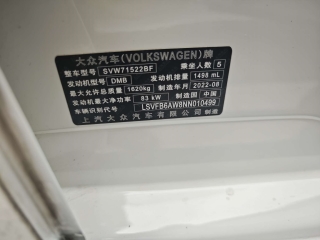 大众汽车(VOLKSWAGEN)牌
整车型号 SVW71522BF 乘坐人数 5
发动机型号 DMB 发动机排量 1498 mL
最大允许总质量 1620kg 制造年月 2022-08
发动机最大净功率 83 kW 制造国 中国
车辆识别代号 LSVFB6AW8NN010499
上汽大众汽车有限公司制造